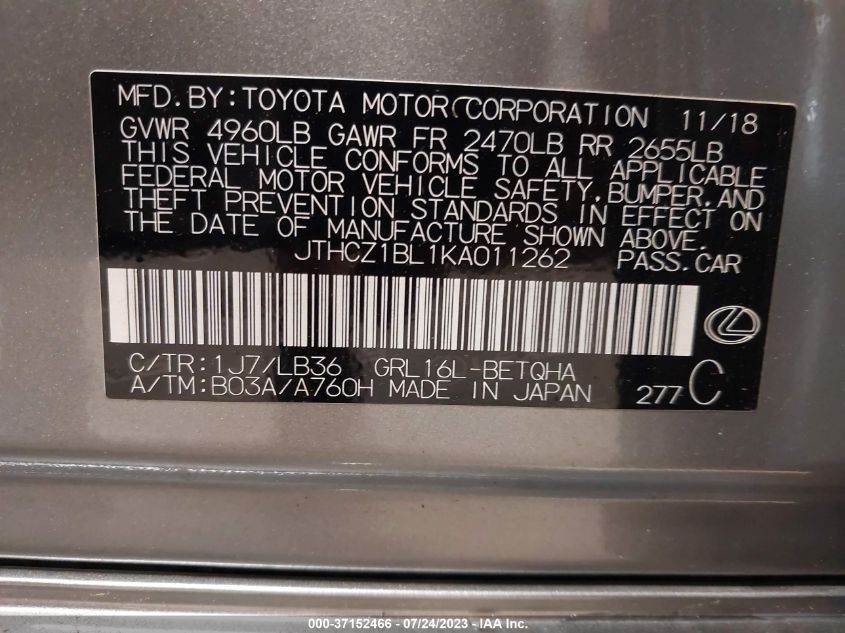 MFD.BY:TOYOTA MOTOR CORPORATION 11/18
GVWR 4960LB GAWR FR 2470LB RR 2655LB
THIS VEHICLE CONFORMS TO ALL APPLICABLE
FEDERAL MOTOR VEHICLE SAFETY,BUMPER,AND
THEFT PREVENTION STANDARDS IN EFFECT ON
THE DATE OF MANUFACTURE SHOWN ABOVE.
JTHCZ1BL1KA011262 PASS.CAR
C/TR:1J7/LB36 GRL16L-BETQHA
A/TM:B03A/A760H MADE IN JAPAN 277 C
000-37152466 - 07/24/2023 - IBIDDERS, INC.